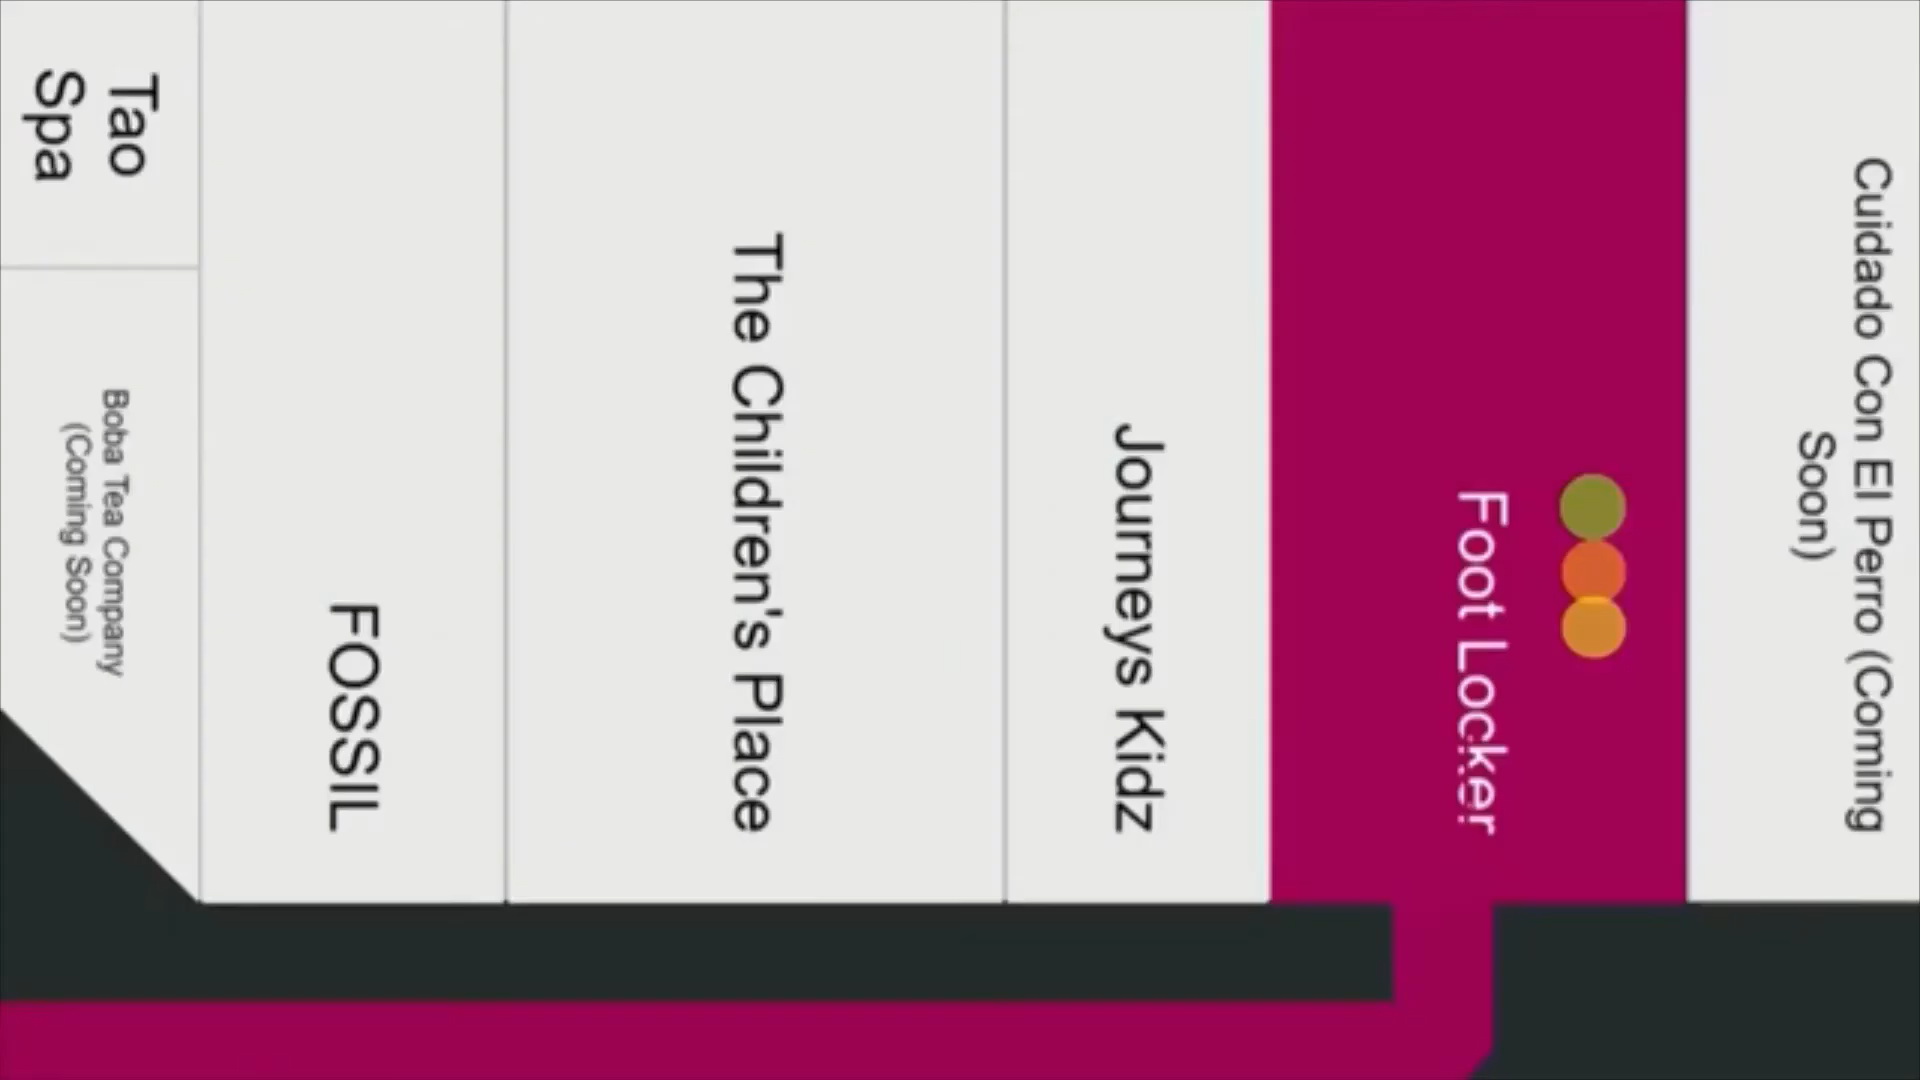 Tao
Spa
Boba Tea Company
(Coming Soon)
FOSSIL
The Children's Place
Journeys Kidz
Foot Locker
Cuidado Con El Perro (Coming
Soon)